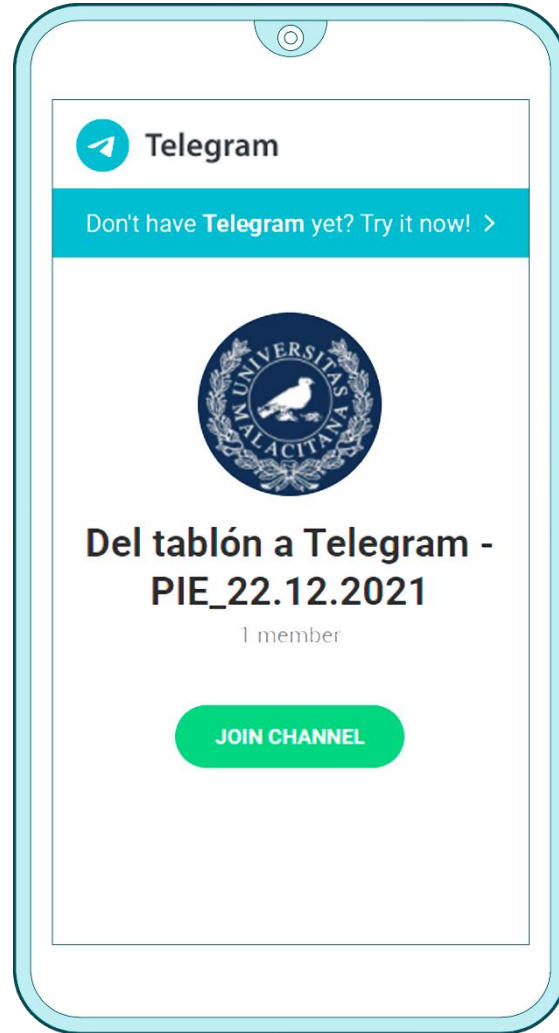 Telegram
Don't have Telegram yet? Try it now! >
UNIVERSITAS
MALACITANA
Del tablón a Telegram -
PIE_22.12.2021
1 member
JOIN CHANNEL